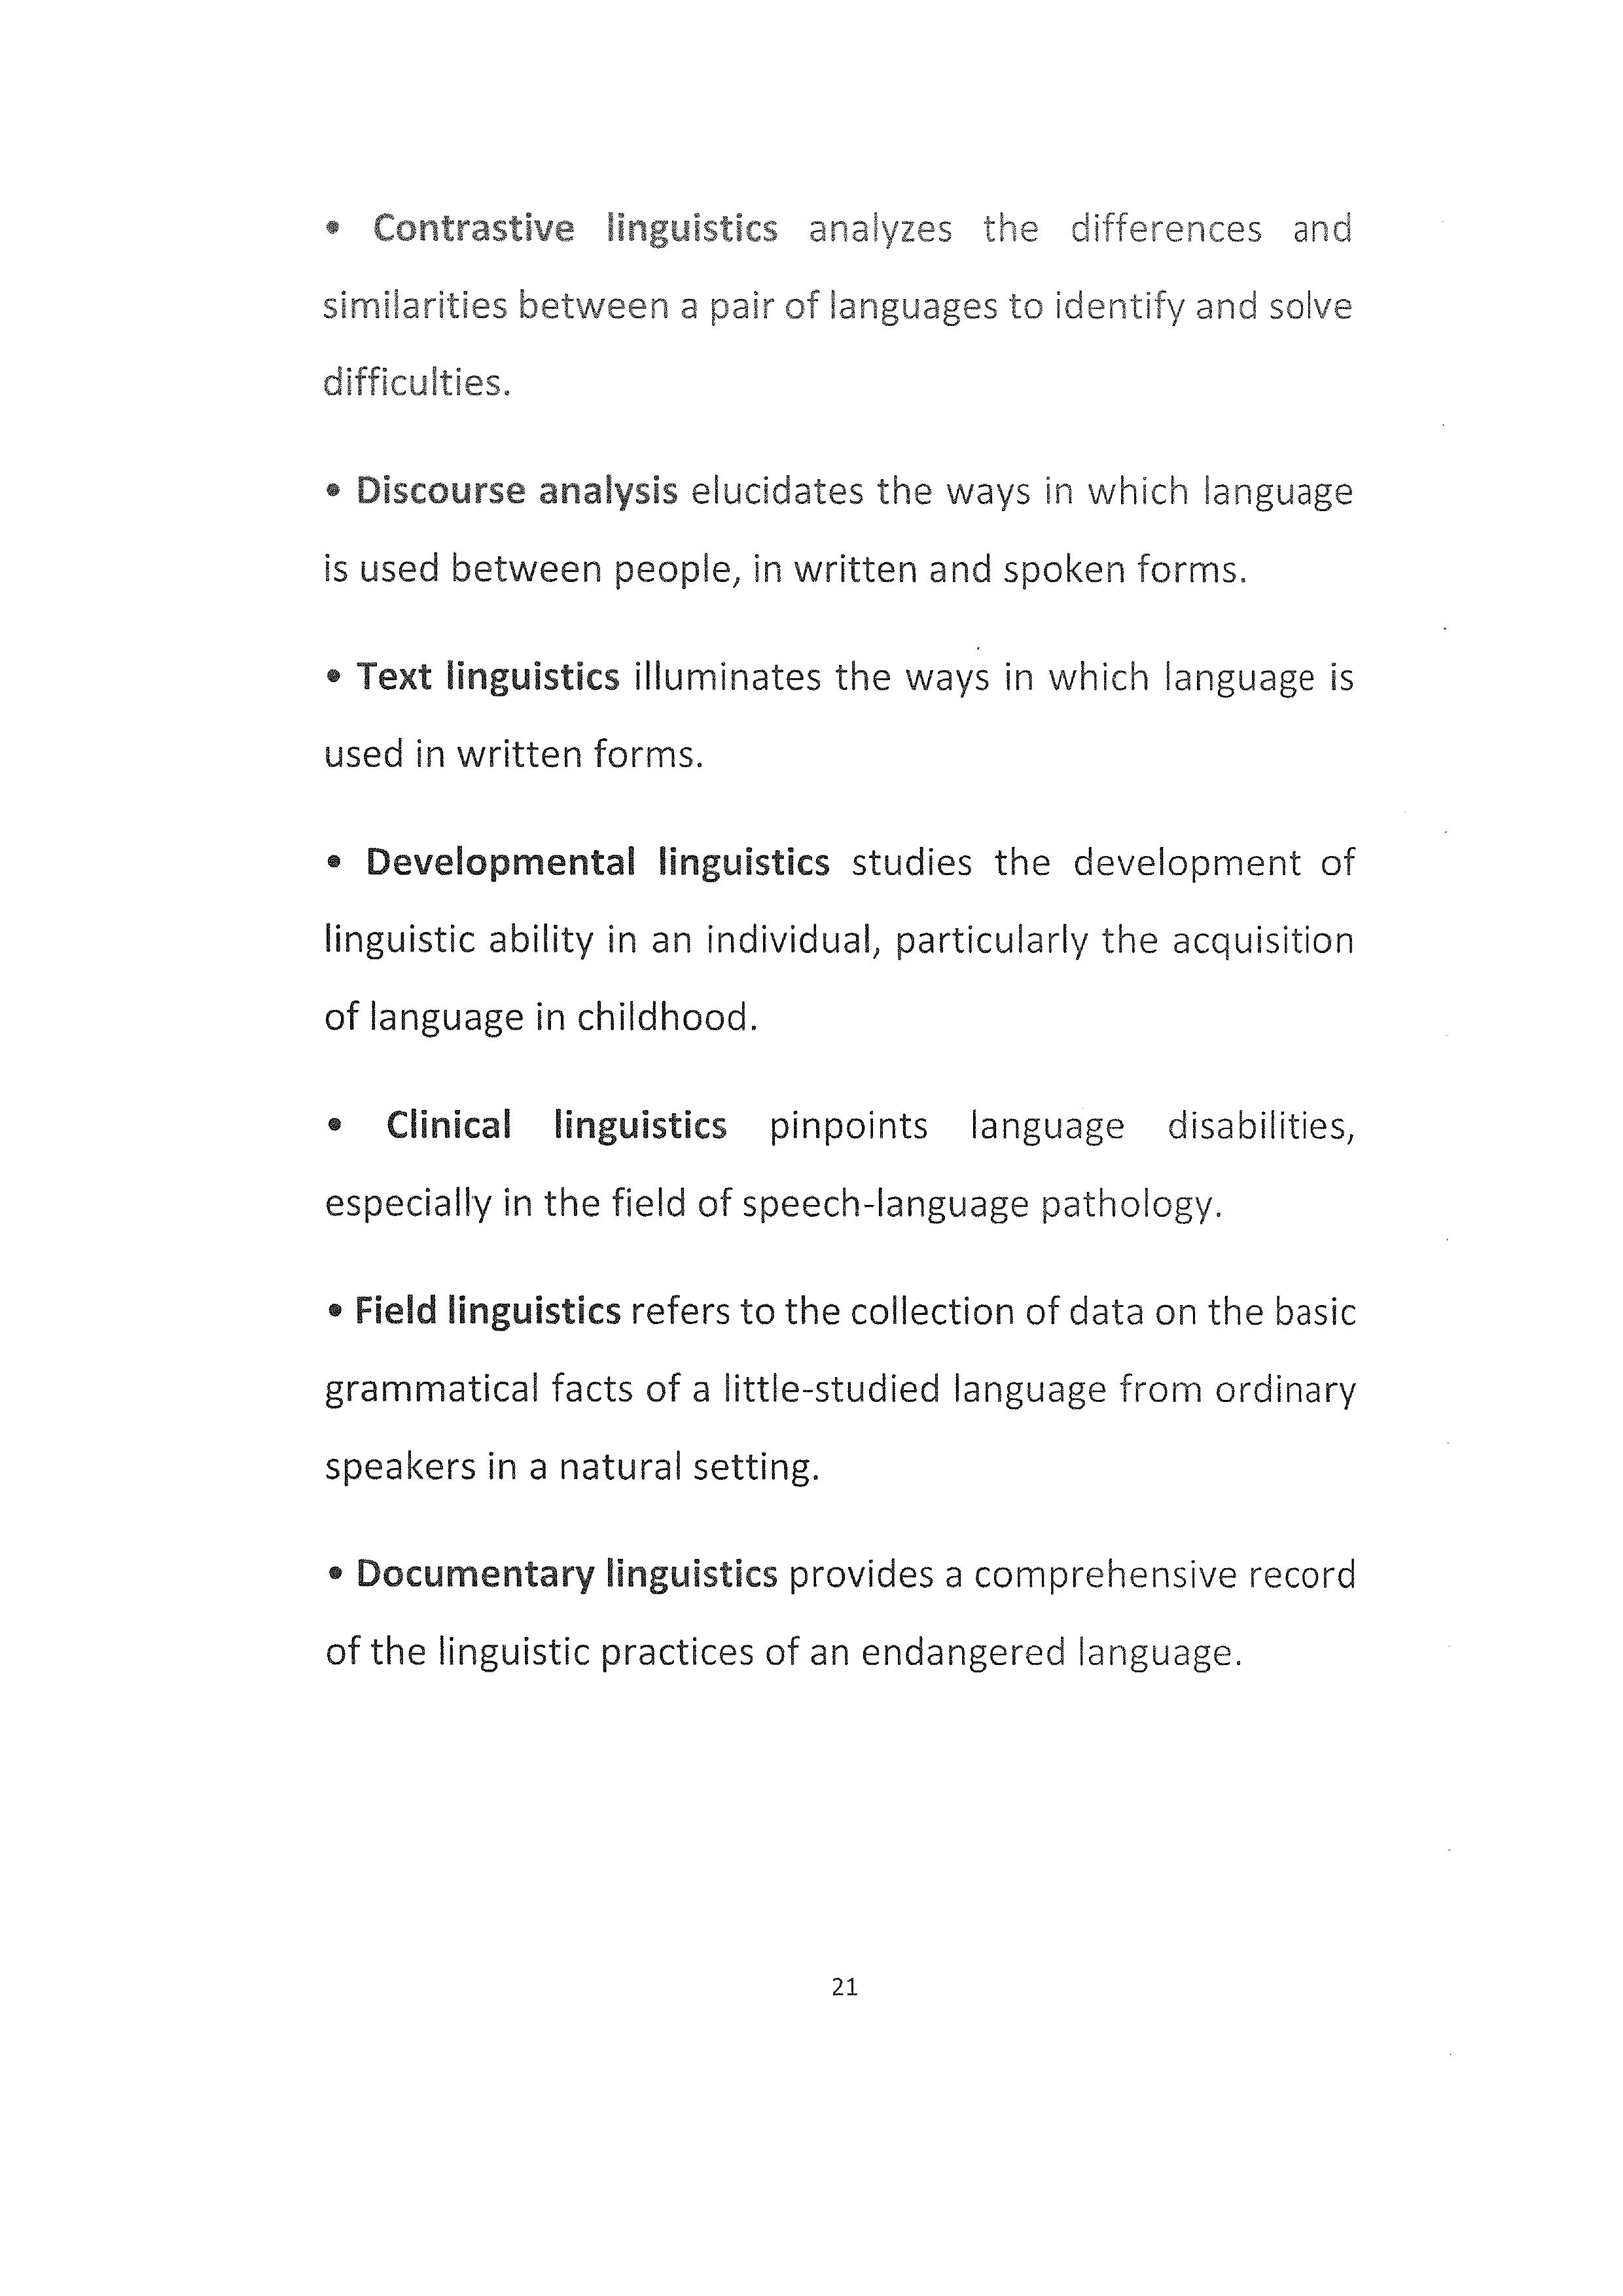 • Contrastive linguistics analyzes the differences and
similarities between a pair of languages to identify and solve
difficulties.
• Discourse analysis elucidates the ways in which language
is used between people, in written and spoken forms.
• Text linguistics illuminates the ways in which language is
used in written forms.
• Developmental linguistics studies the development of
linguistic ability in an individual, particularly the acquisition
of language in childhood.
• Clinical linguistics pinpoints language disabilities,
especially in the field of speech-language pathology.
• Field linguistics refers to the collection of data on the basic
grammatical facts of a little-studied language from ordinary
speakers in a natural setting.
• Documentary linguistics provides a comprehensive record
of the linguistic practices of an endangered language.
21